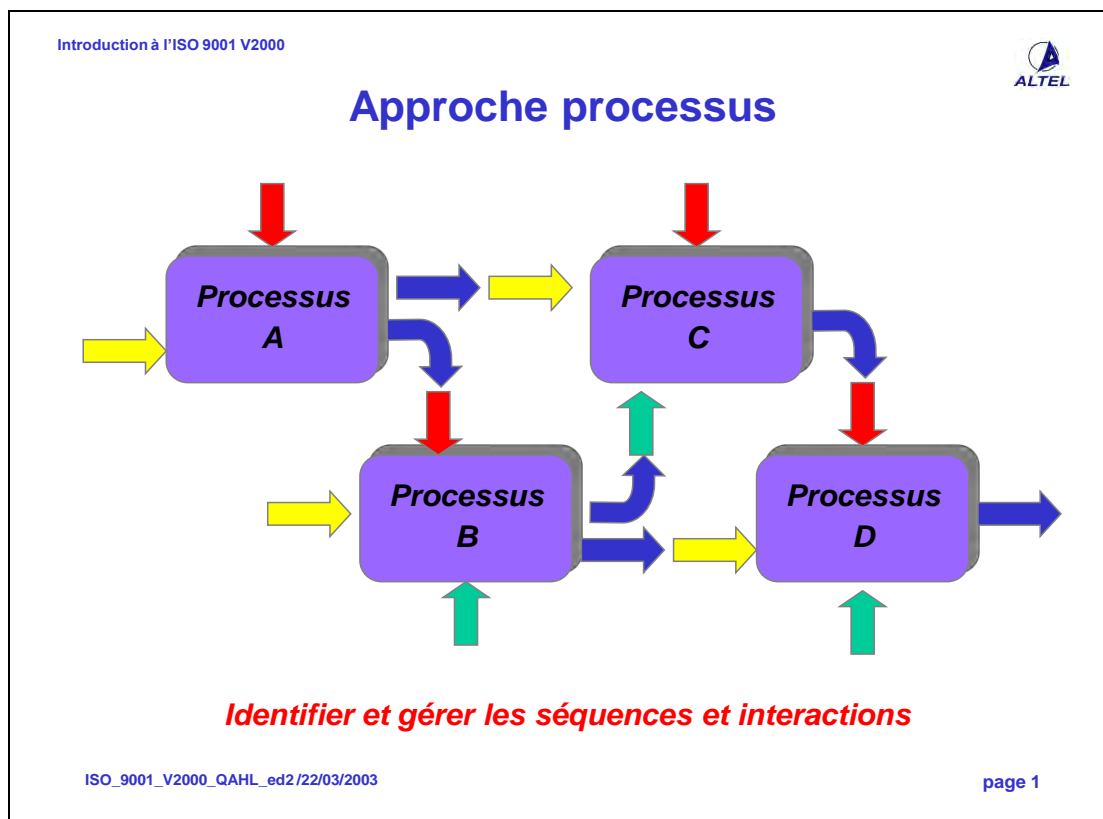 Introduction à l'ISO 9001 V2000
ALTEL
Approche processus
Processus
A
Processus
C
Processus
B
Processus
D
Identifier et gérer les séquences et interactions
ISO_9001_V2000_QAHL_ed2 /22/03/2003
page 1